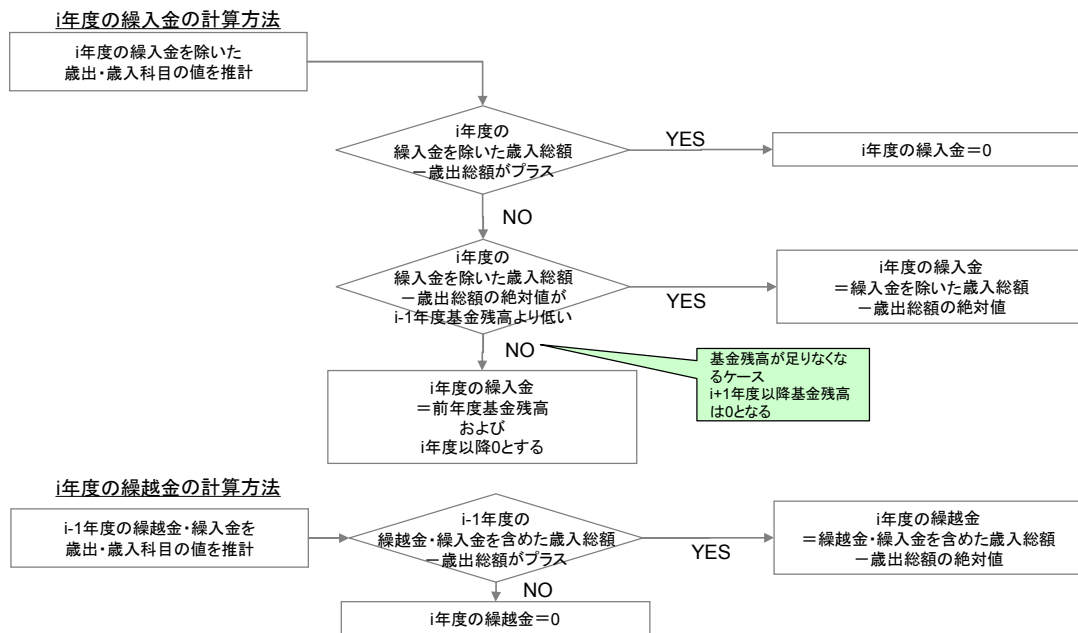 i年度の繰入金の計算方法
i年度の繰入金を除いた
歳出・歳入科目の値を推計
i年度の
繰入金を除いた歳入総額
－歳出総額がプラス
YES
i年度の繰入金＝0
NO
i年度の
繰入金を除いた歳入総額
－歳出総額の絶対値が
i-1年度基金残高より低い
YES
i年度の繰入金
＝繰入金を除いた歳入総額
－歳出総額の絶対値
NO
基金残高が足りなくな
るケース
i+1年度以降基金残高
は0となる
i年度の繰入金
＝前年度基金残高
および
i年度以降0とする
i年度の繰越金の計算方法
i-1年度の繰越金・繰入金を
歳出・歳入科目の値を推計
i-1年度の
繰越金・繰入金を含めた歳入総額
－歳出総額がプラス
YES
i年度の繰越金
＝繰越金・繰入金を含めた歳入総額
－歳出総額の絶対値
NO
i年度の繰越金＝0